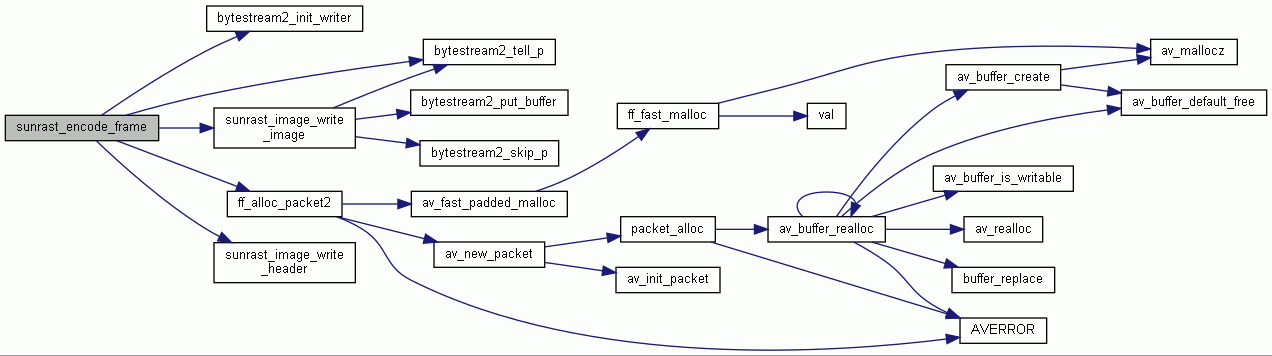 bytestream2_init_writer
bytestream2_tell_p
av_mallocz
av_buffer_create
bytestream2_put_buffer
av_buffer_default_free
ff_fast_malloc
val
sunrast_encode_frame
sunrast_image_write
_image
bytestream2_skip_p
av_buffer_is_writable
ff_alloc_packet2
av_fast_padded_malloc
packet_alloc
av_buffer_realloc
av_realloc
av_new_packet
sunrast_image_write
_header
av_init_packet
buffer_replace
AVERROR